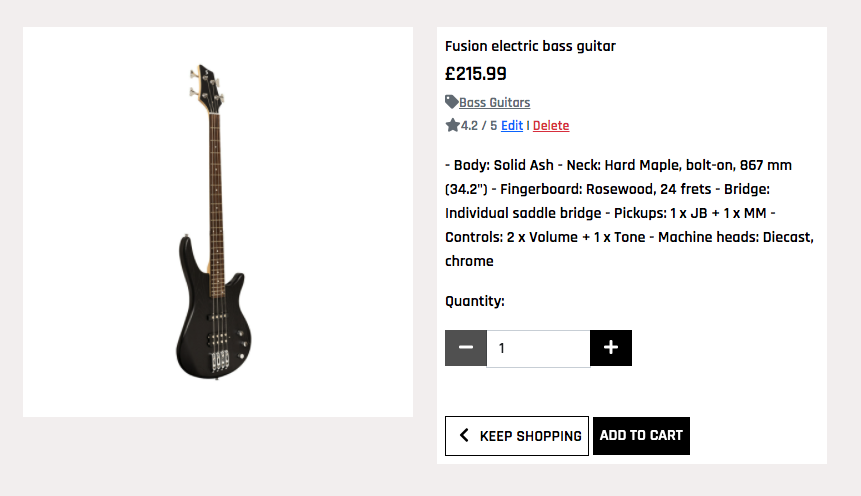 Fusion electric bass guitar
£215.99
Bass Guitars
4.2 / 5 Edit | Delete
- Body: Solid Ash - Neck: Hard Maple, bolt-on, 867 mm
(34.2") - Fingerboard: Rosewood, 24 frets - Bridge:
Individual saddle bridge - Pickups: 1 x JB + 1 x MM -
Controls: 2 x Volume + 1 x Tone - Machine heads: Diecast,
chrome
Quantity:
1
KEEP SHOPPING ADD TO CART